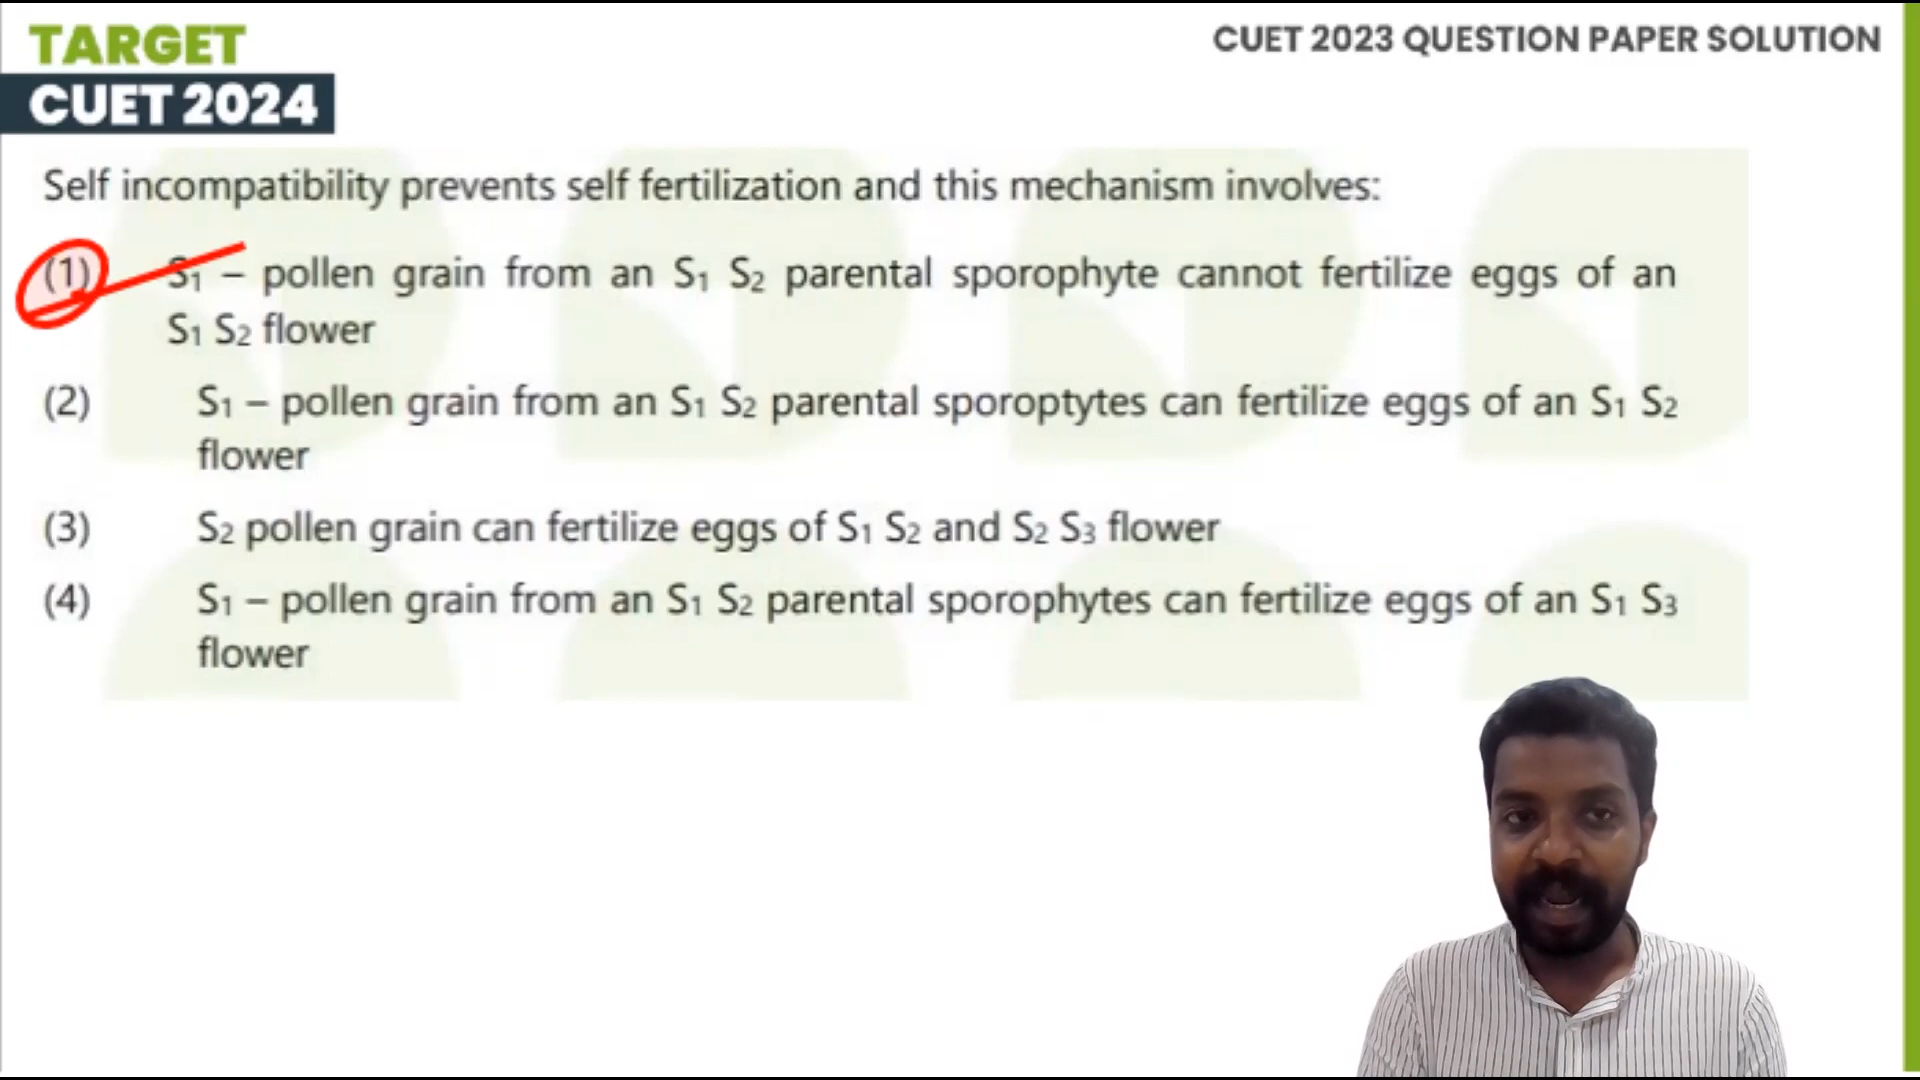 TARGET
CUET 2024
CUET 2023 QUESTION PAPER SOLUTION
Self incompatibility prevents self fertilization and this mechanism involves:
(1) S₁ – pollen grain from an S₁ S₂ parental sporophyte cannot fertilize eggs of an
S₁ S₂ flower
(2) S₁ – pollen grain from an S₁ S₂ parental sporoptytes can fertilize eggs of an S₁ S₂
flower
(3) S₂ pollen grain can fertilize eggs of S₁ S₂ and S₂ S₃ flower
(4) S₁ – pollen grain from an S₁ S₂ parental sporophytes can fertilize eggs of an S₁ S₃
flower